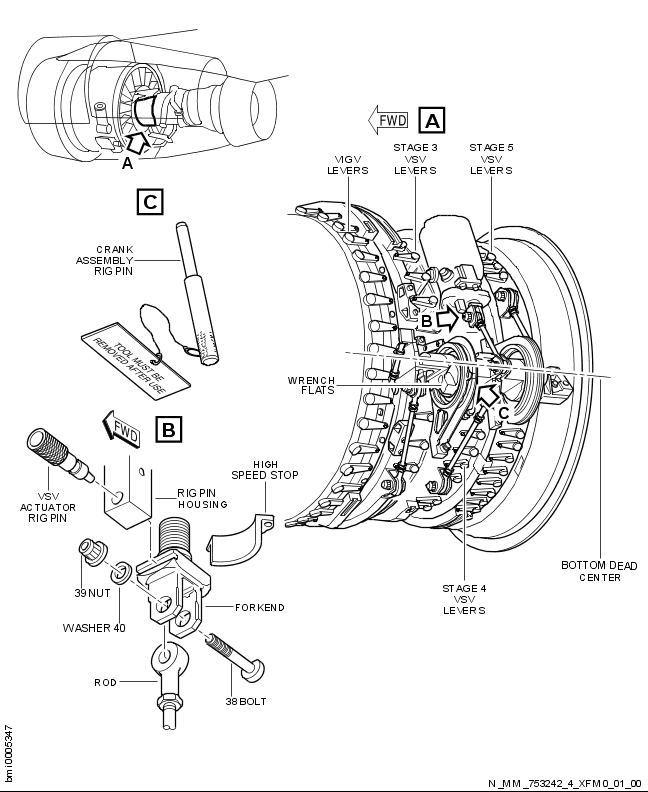 A
FWD
A
VIGV
LEVERS
STAGE 3
VSV
LEVERS
STAGE 5
VSV
LEVERS
C
CRANK
ASSEMBLY
RIG PIN
TOOL MUST BE
REMOVED AFTER USE
B
WRENCH
FLATS
C
FWD
B
VSV
ACTUATOR
RIG PIN
RIG PIN
HOUSING
HIGH
SPEED STOP
39 NUT
WASHER 40
FORKEND
ROD
38 BOLT
STAGE 4
VSV
LEVERS
BOTTOM DEAD
CENTER
bmi0005347
N_MM_753242_4_XFM0_01_00